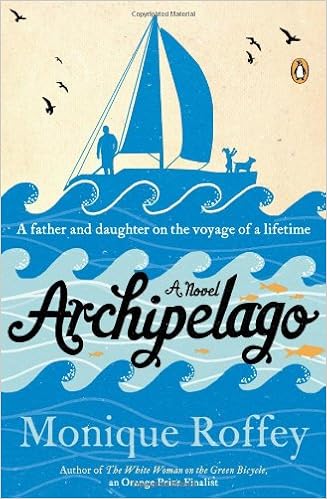 A father and daughter on the voyage of a lifetime
A Novel
Archipelago
Monique Roffey
Author of The White Woman on the Green Bicycle,
an Orange Prize Finalist